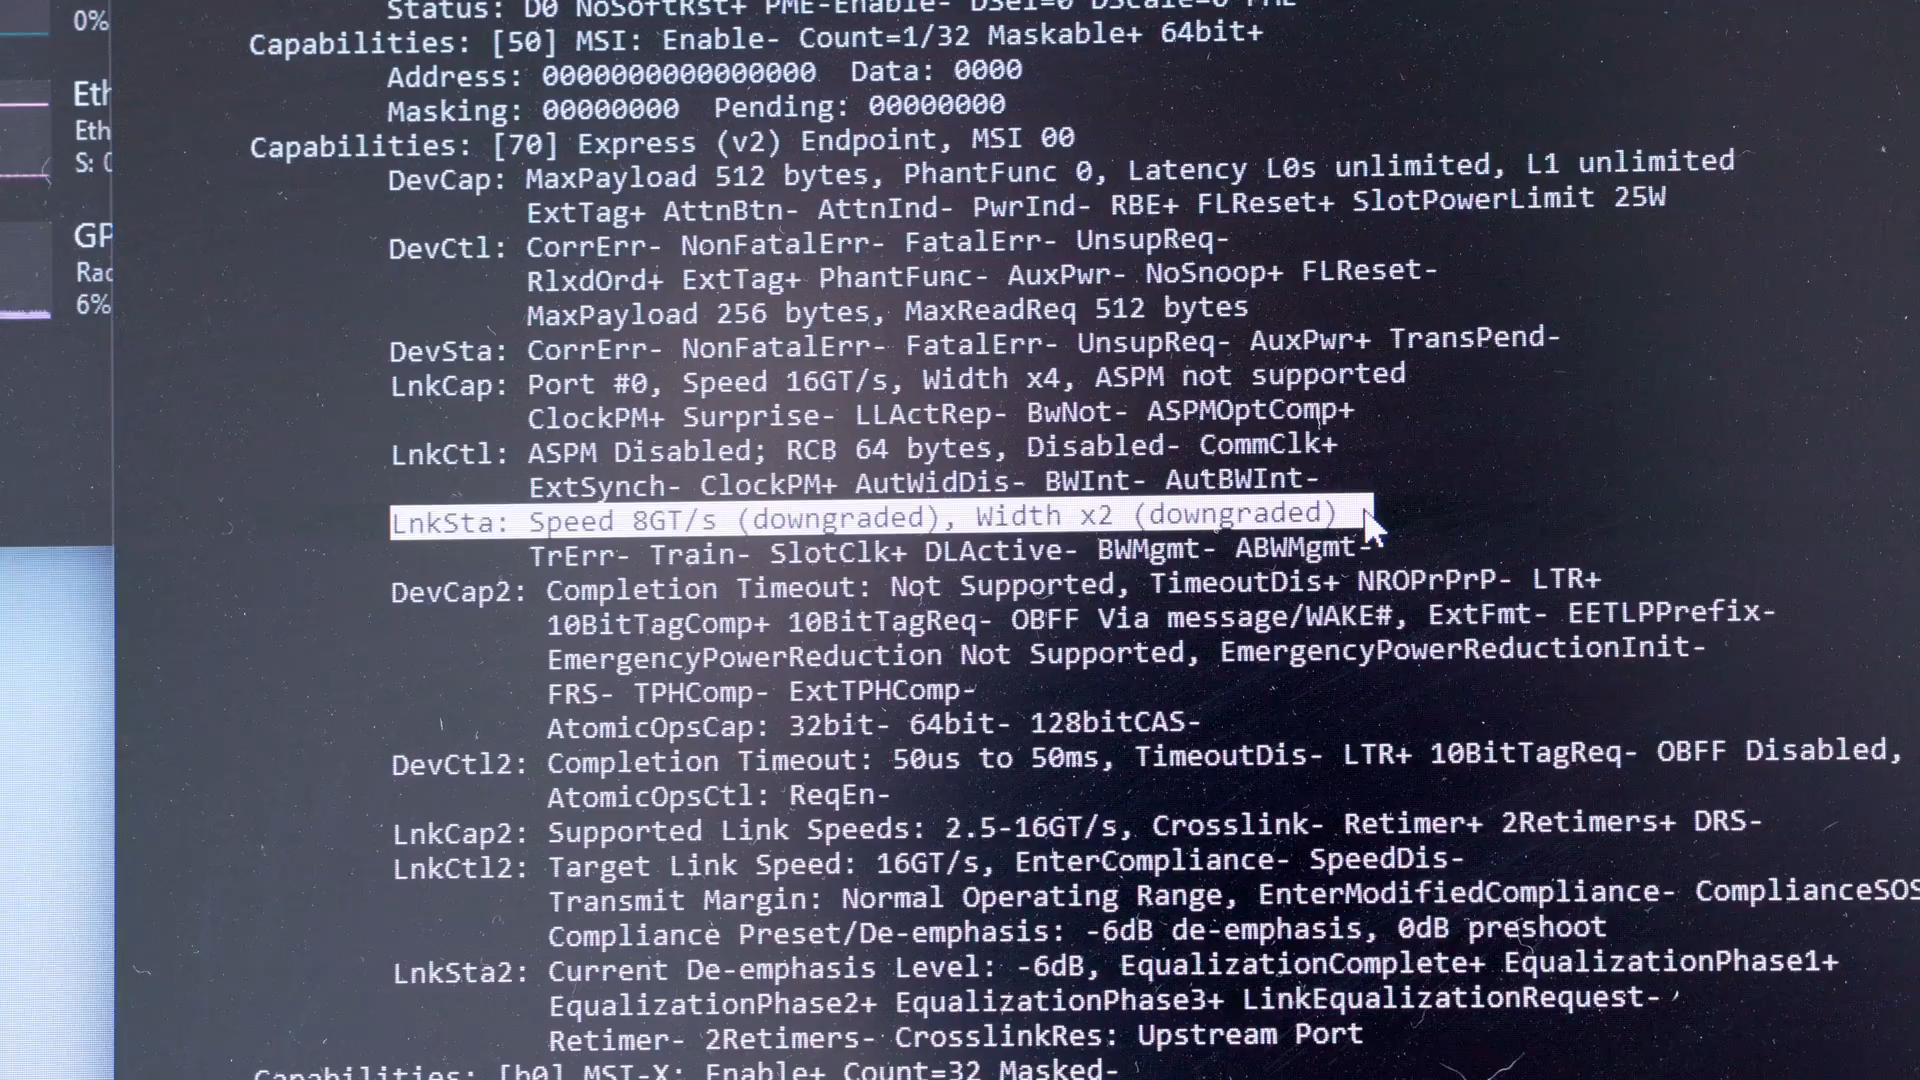 0%
Status: D0 NoSoftRst+ PME-Enable- DSel=0 DScale=0 PME-
Capabilities: [50] MSI: Enable- Count=1/32 Maskable+ 64bit+
Address: 0000000000000000 Data: 0000
Masking: 00000000 Pending: 00000000
Eth
Eth
S: 0
Capabilities: [70] Express (v2) Endpoint, MSI 00
DevCap: MaxPayload 512 bytes, PhantFunc 0, Latency L0s unlimited, L1 unlimited
ExtTag+ AttnBtn- AttnInd- PwrInd- RBE+ FLReset+ SlotPowerLimit 25W
GP
Rad
6%
DevCtl: CorrErr- NonFatalErr- FatalErr- UnsupReq-
RlxdOrd+ ExtTag+ PhantFunc- AuxPwr- NoSnoop+ FLReset-
MaxPayload 256 bytes, MaxReadReq 512 bytes
DevSta: CorrErr- NonFatalErr- FatalErr- UnsupReq- AuxPwr+ TransPend-
LnkCap: Port #0, Speed 16GT/s, Width x4, ASPM not supported
ClockPM+ Surprise- LLActRep- BwNot- ASPMOptComp+
LnkCtl: ASPM Disabled; RCB 64 bytes, Disabled- CommClk+
ExtSynch- ClockPM+ AutWidDis- BWInt- AutBWInt-
LnkSta: Speed 8GT/s (downgraded), Width x2 (downgraded)
TrErr- Train- SlotClk+ DLActive- BWMgmt- ABWMgmt-
DevCap2: Completion Timeout: Not Supported, TimeoutDis+ NROPrPrP- LTR+
10BitTagComp+ 10BitTagReq- OBFF Via message/WAKE#, ExtFmt- EETLPPrefix-
EmergencyPowerReduction Not Supported, EmergencyPowerReductionInit-
FRS- TPHComp- ExtTPHComp-
AtomicOpsCap: 32bit- 64bit- 128bitCAS-
DevCtl2: Completion Timeout: 50us to 50ms, TimeoutDis- LTR+ 10BitTagReq- OBFF Disabled,
AtomicOpsCtl: ReqEn-
LnkCap2: Supported Link Speeds: 2.5-16GT/s, Crosslink- Retimer+ 2Retimers+ DRS-
LnkCtl2: Target Link Speed: 16GT/s, EnterCompliance- SpeedDis-
Transmit Margin: Normal Operating Range, EnterModifiedCompliance- ComplianceSOS
Compliance Preset/De-emphasis: -6dB de-emphasis, 0dB preshoot
LnkSta2: Current De-emphasis Level: -6dB, EqualizationComplete+ EqualizationPhase1+
EqualizationPhase2+ EqualizationPhase3+ LinkEqualizationRequest-
Retimer- 2Retimers- CrosslinkRes: Upstream Port
Capabilities: [b0] MSI-X: Enable+ Count=32 Masked-